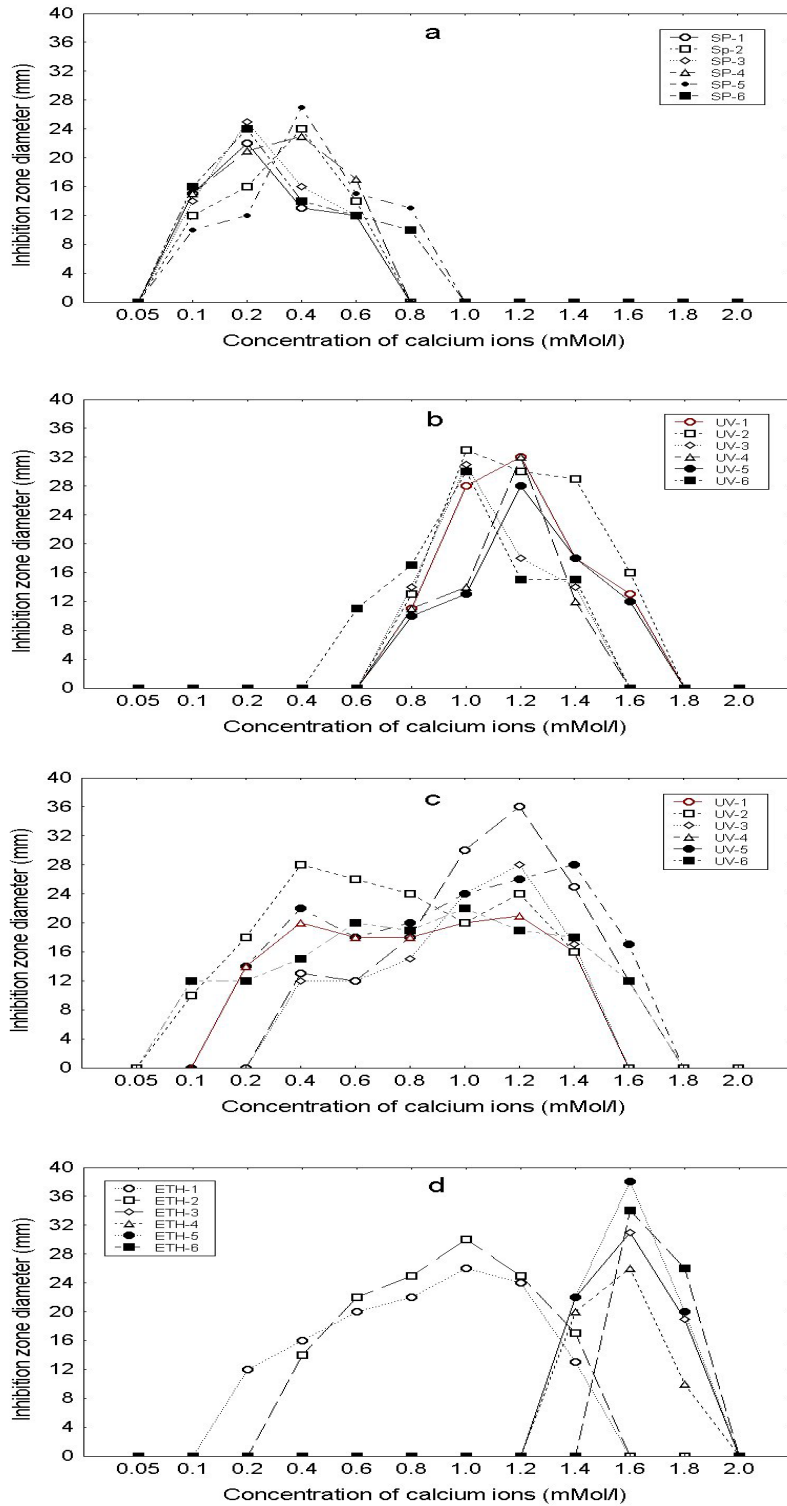 a
SP-1
Sp-2
SP-3
SP-4
SP-5
SP-6
Inhibition zone diameter (mm)
40
36
32
28
24
20
16
12
8
4
0
0.05 0.1 0.2 0.4 0.6 0.8 1.0 1.2 1.4 1.6 1.8 2.0
Concentration of calcium ions (mMol/l)
b
UV-1
UV-2
UV-3
UV-4
UV-5
UV-6
Inhibition zone diameter (mm)
40
36
32
28
24
20
16
12
8
4
0
0.05 0.1 0.2 0.4 0.6 0.8 1.0 1.2 1.4 1.6 1.8 2.0
Concentration of calcium ions (mMol/l)
c
UV-1
UV-2
UV-3
UV-4
UV-5
UV-6
Inhibition zone diameter (mm)
40
36
32
28
24
20
16
12
8
4
0
0.05 0.1 0.2 0.4 0.6 0.8 1.0 1.2 1.4 1.6 1.8 2.0
Concentration of calcium ions (mMol/l)
d
ETH-1
ETH-2
ETH-3
ETH-4
ETH-5
ETH-6
Inhibition zone diameter (mm)
40
36
32
28
24
20
16
12
8
4
0
0.05 0.1 0.2 0.4 0.6 0.8 1.0 1.2 1.4 1.6 1.8 2.0
Concentration of calcium ions (mMol/l)